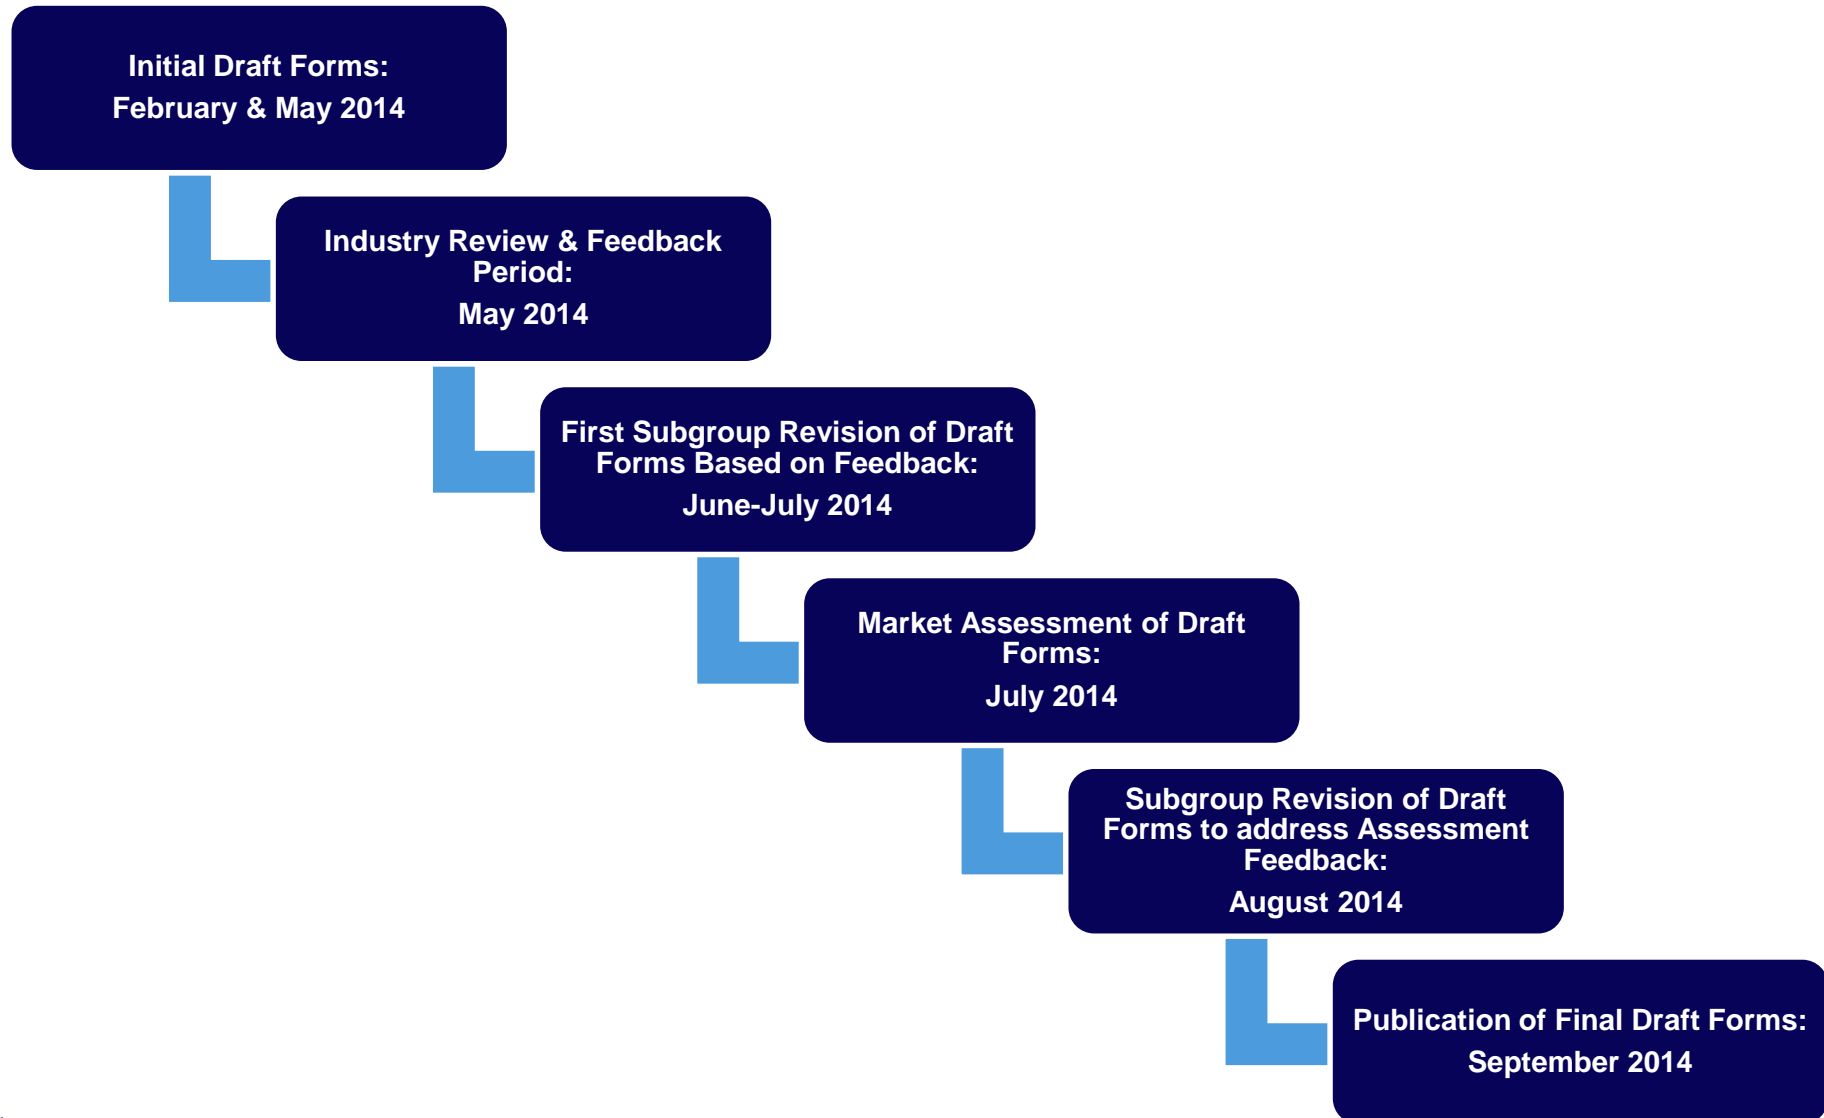 Initial Draft Forms:
February & May 2014
Industry Review & Feedback
Period:
May 2014
First Subgroup Revision of Draft
Forms Based on Feedback:
June-July 2014
Market Assessment of Draft
Forms:
July 2014
Subgroup Revision of Draft
Forms to address Assessment
Feedback:
August 2014
Publication of Final Draft Forms:
September 2014